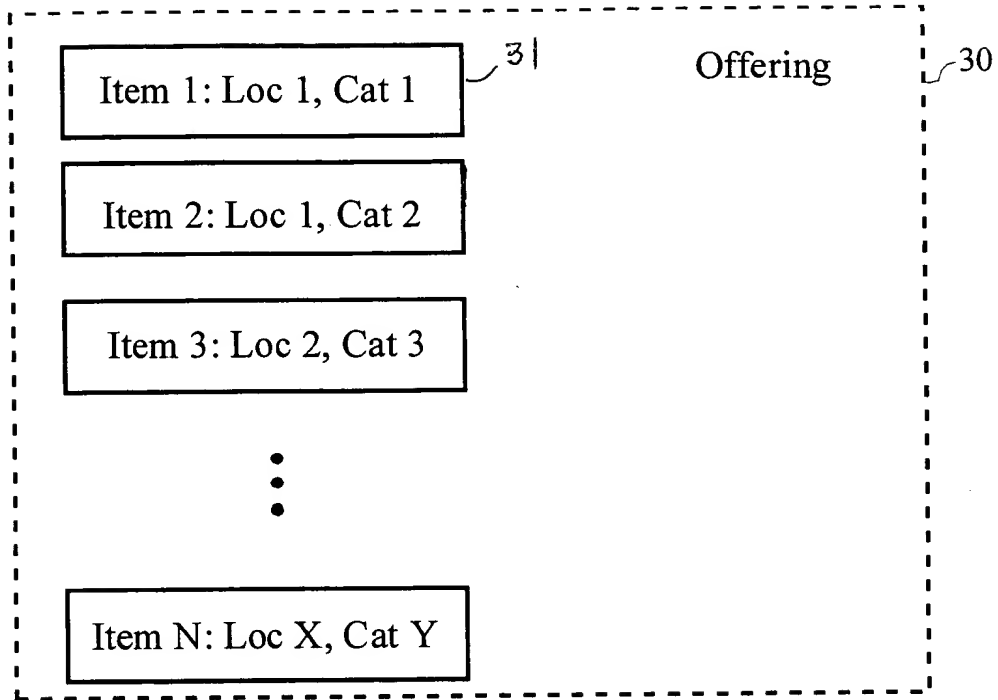 Item 1: Loc 1, Cat 1
31
Offering
30
Item 2: Loc 1, Cat 2
Item 3: Loc 2, Cat 3
Item N: Loc X, Cat Y